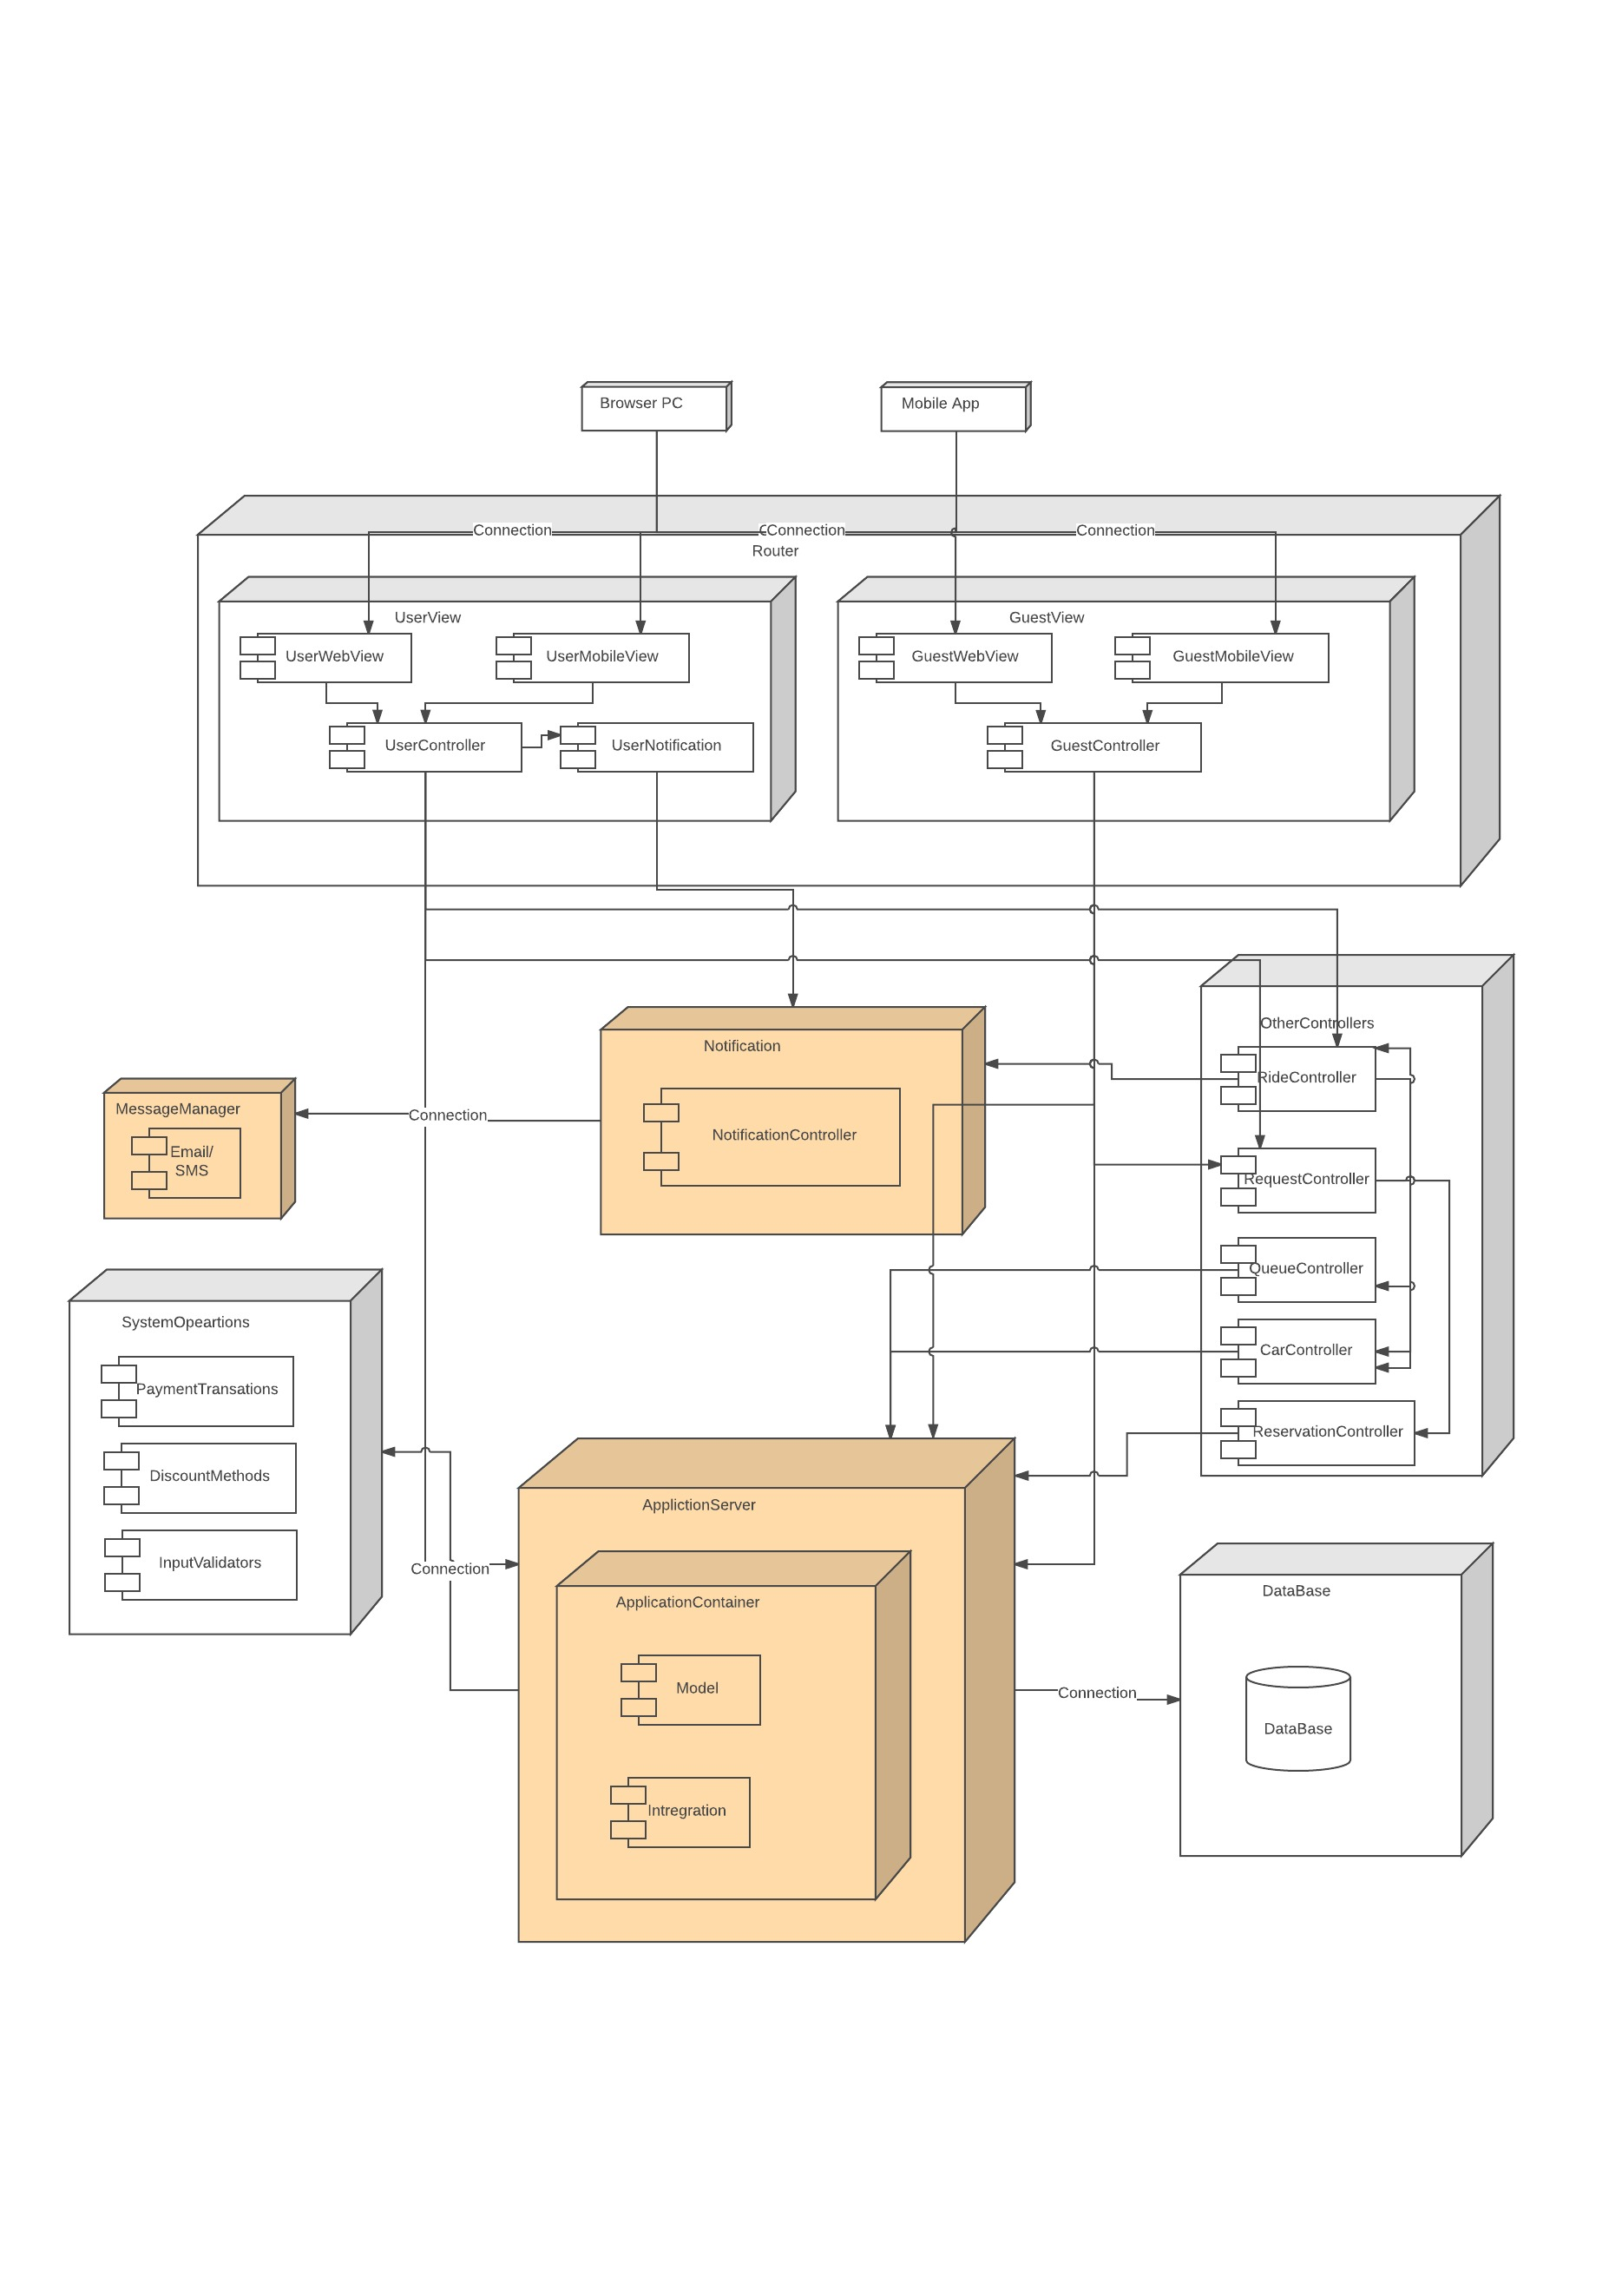 Browser PC
Mobile App
Connection
Connection
Connection
Router
UserView
GuestView
UserWebView
UserMobileView
GuestWebView
GuestMobileView
UserController
UserNotification
GuestController
OtherControllers
Notification
RideController
MessageManager
Connection
NotificationController
Email/
SMS
RequestController
QueueController
SystemOpeartions
CarController
PaymentTransations
ReservationController
DiscountMethods
ApplictionServer
InputValidators
Connection
DataBase
ApplicationContainer
Model
Connection
DataBase
Intregration